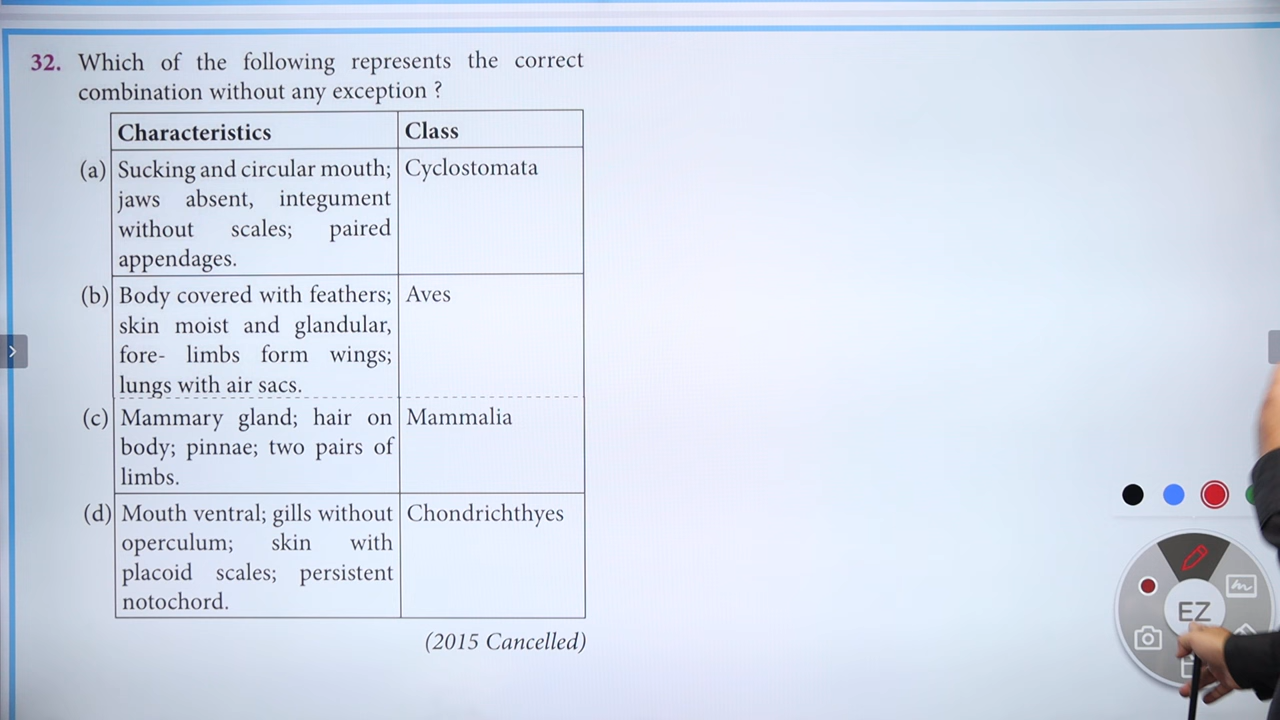 32. Which of the following represents the correct
combination without any exception ?
Characteristics Class
(a) Sucking and circular mouth; Cyclostomata
jaws absent, integument
without scales; paired
appendages.
(b) Body covered with feathers; Aves
skin moist and glandular,
fore- limbs form wings;
lungs with air sacs.
(c) Mammary gland; hair on Mammalia
body; pinnae; two pairs of
limbs.
(d) Mouth ventral; gills without Chondrichthyes
operculum; skin with
placoid scales; persistent
notochord.
(2015 Cancelled)
EZ